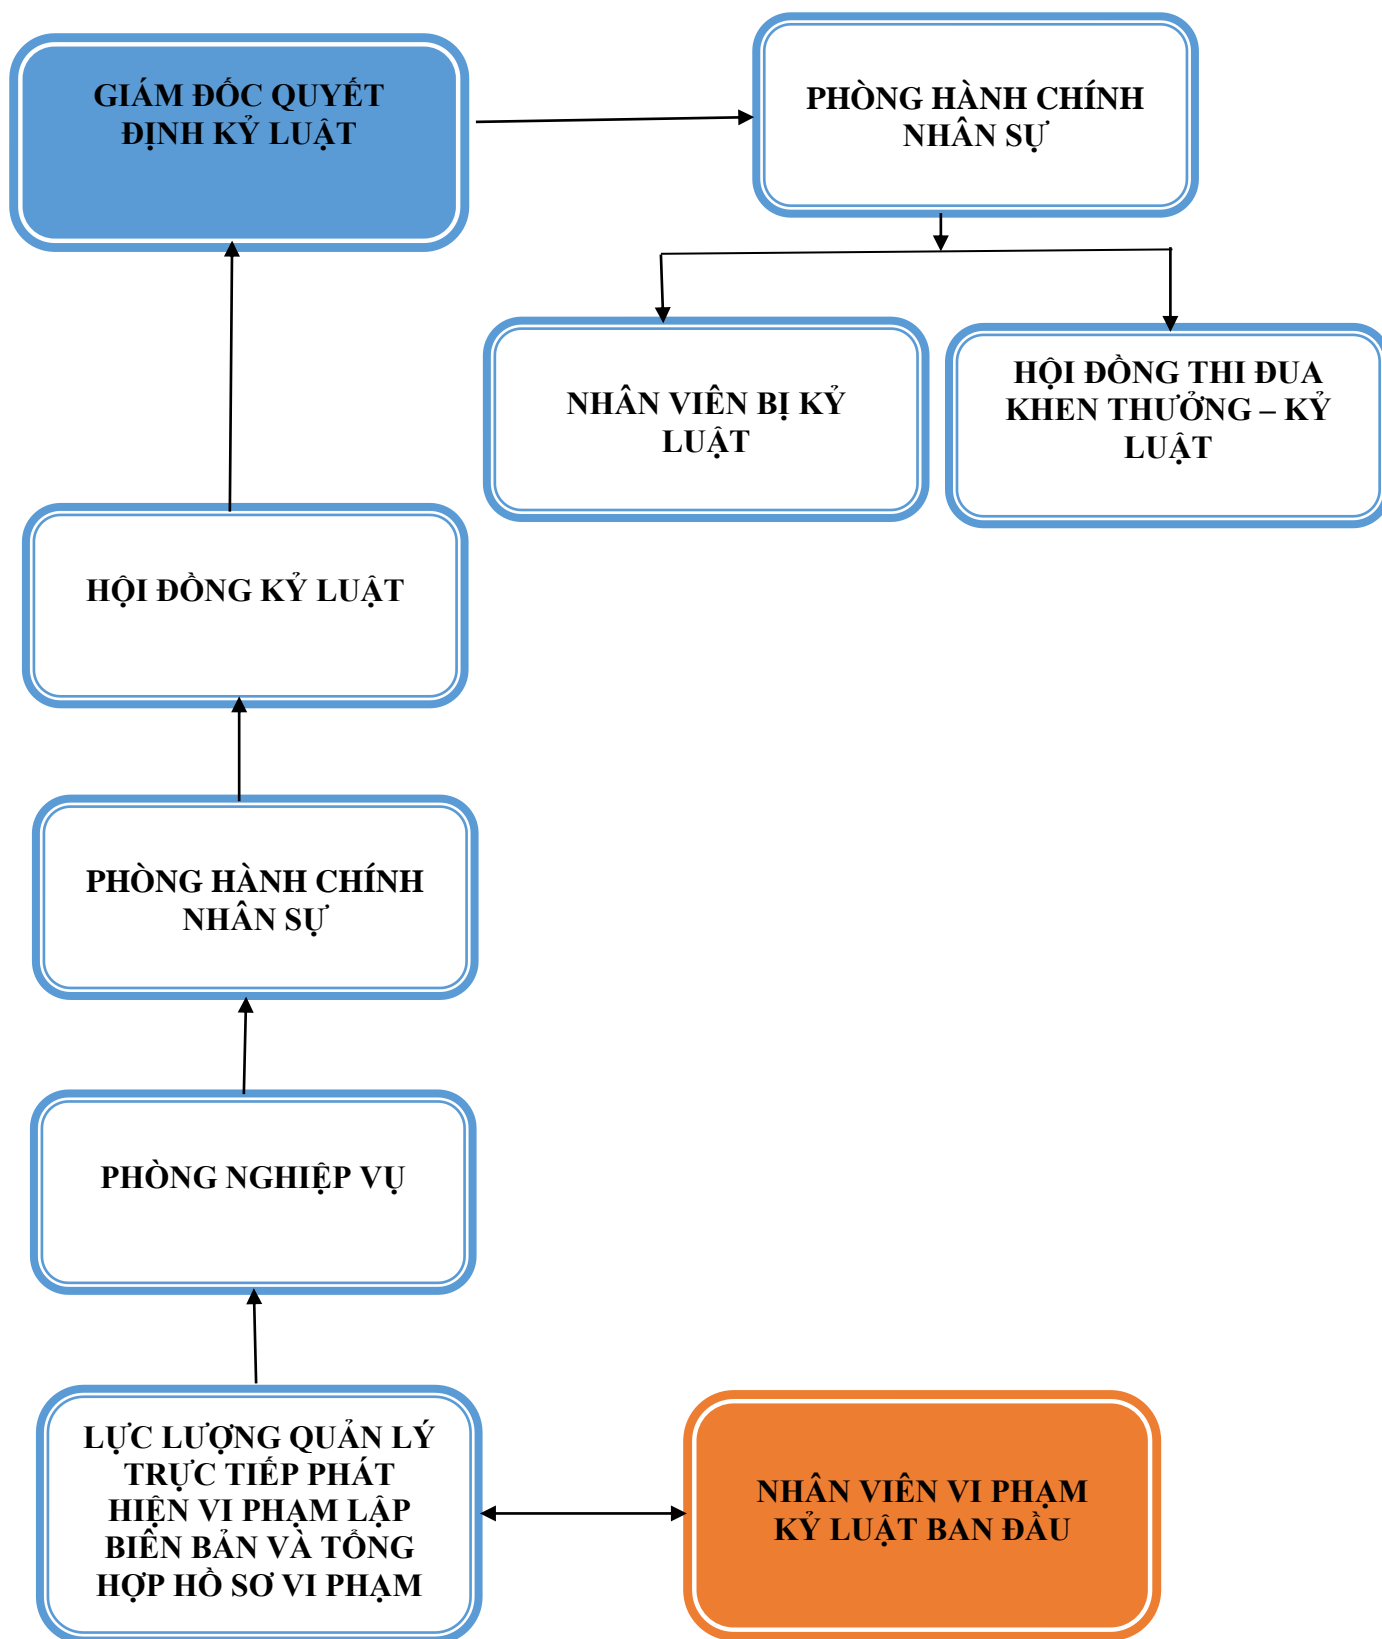 GIÁM ĐỐC QUYẾT
ĐỊNH KỶ LUẬT
PHÒNG HÀNH CHÍNH
NHÂN SỰ
NHÂN VIÊN BỊ KỶ
LUẬT
HỘI ĐỒNG THI ĐUA
KHEN THƯỞNG – KỶ
LUẬT
HỘI ĐỒNG KỶ LUẬT
PHÒNG HÀNH CHÍNH
NHÂN SỰ
PHÒNG NGHIỆP VỤ
LỰC LƯỢNG QUẢN LÝ
TRỰC TIẾP PHÁT
HIỆN VI PHẠM LẬP
BIÊN BẢN VÀ TỔNG
HỢP HỒ SƠ VI PHẠM
NHÂN VIÊN VI PHẠM
KỶ LUẬT BAN ĐẦU